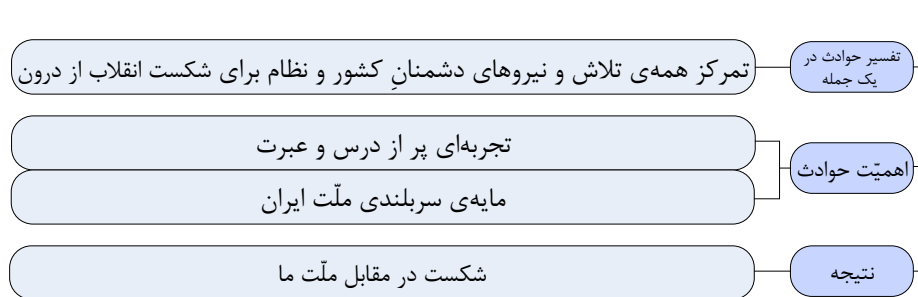 تفسیر حوادث در
یک جمله
تمرکز همه‌ی تلاش و نیروهای دشمنانِ کشور و نظام برای شکست انقلاب از درون
اهمیّت حوادث
تجربه‌ای پر از درس و عبرت
مایه‌ی سربلندی ملّت ایران
نتیجه
شکست در مقابل ملّت ما